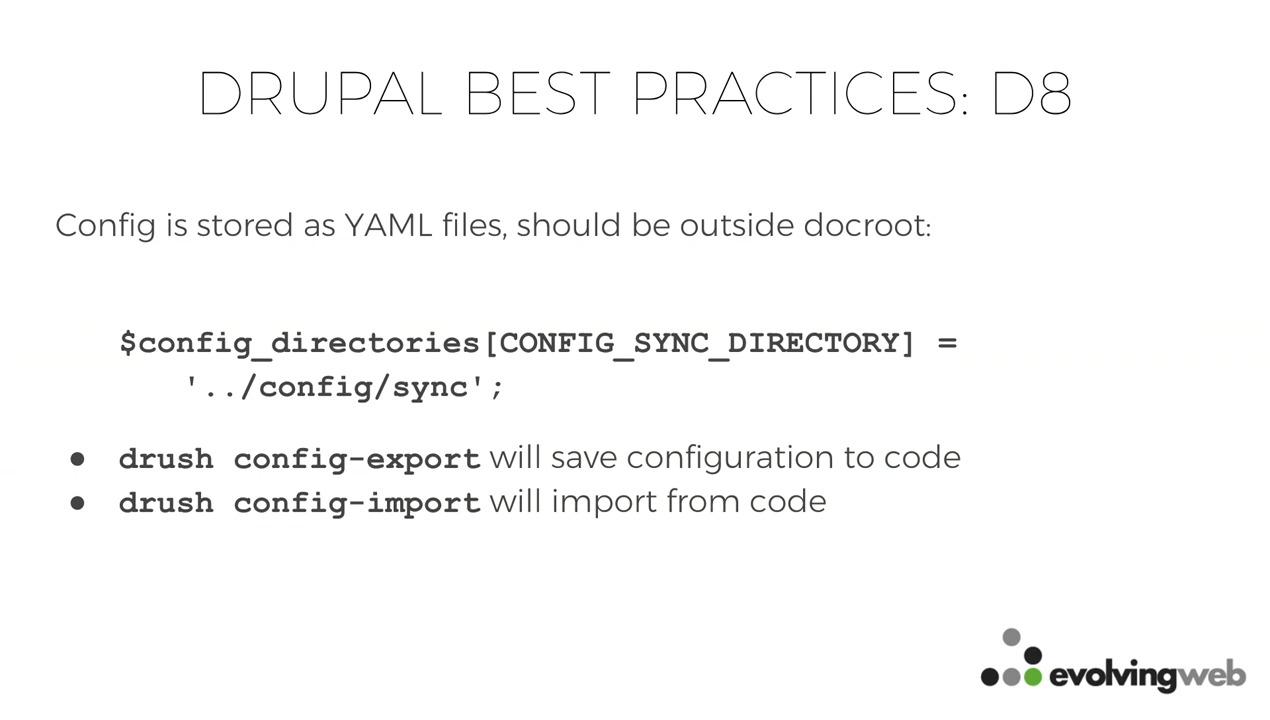 DRUPAL BEST PRACTICES: D8
Config is stored as YAML files, should be outside docroot:
$config_directories[CONFIG_SYNC_DIRECTORY] =
'../config/sync';
● drush config-export will save configuration to code
● drush config-import will import from code
evolvingweb